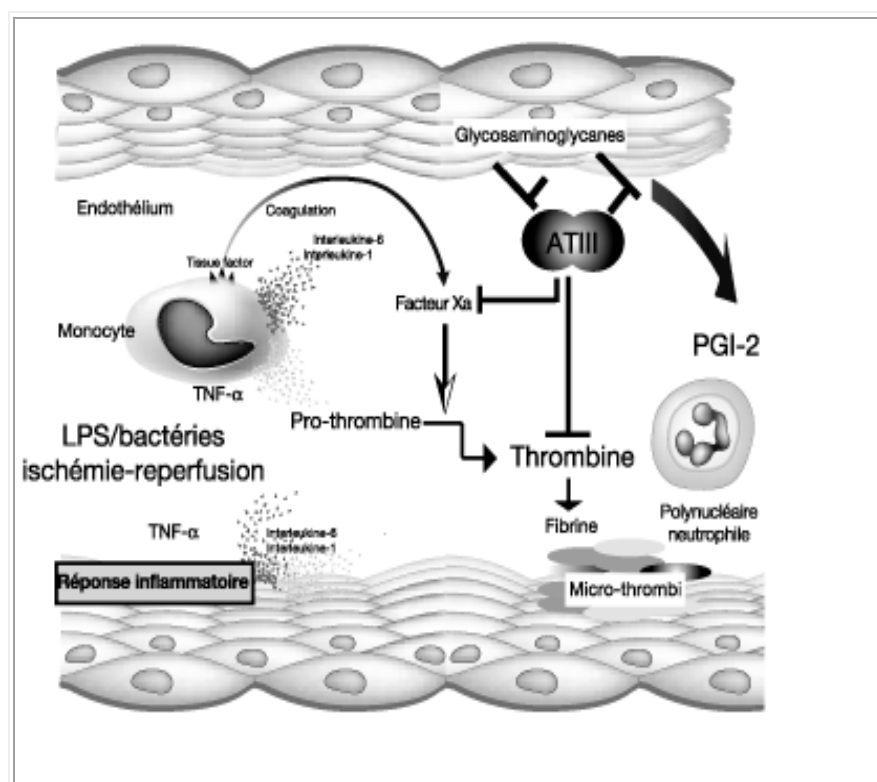 Glycosaminoglycanes
Endothélium
Coagulation
Interleukine-6
Interleukine-1
Tissue factor
ATIII
Facteur Xa
Monocyte
PGI-2
TNF-α
Pro-thrombine
LPS/bactéries
ischémie-reperfusion
Thrombine
TNF-α
Interleukine-6
Interleukine-1
Fibrine
Polynucléaire
neutrophile
Réponse inflammatoire
Micro-thrombi